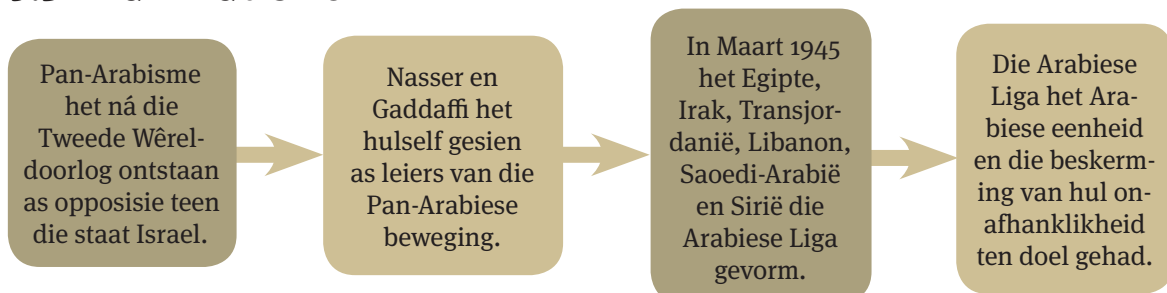 Pan-Arabisme
het ná die
Tweede Wêrel-
doorlog ontstaan
as opposisie teen
die staat Israel.
Nasser en
Gaddaffi het
hulself gesien
as leiers van die
Pan-Arabiese
beweging.
In Maart 1945
het Egipte,
Irak, Transjor-
danië, Libanon,
Saoedi-Arabië
en Sirië die
Arabiese Liga
gevorm.
Die Arabiese
Liga het Ara-
biese eenheid
en die beskerm-
ing van hul on-
afhanklikheid
ten doel gehad.